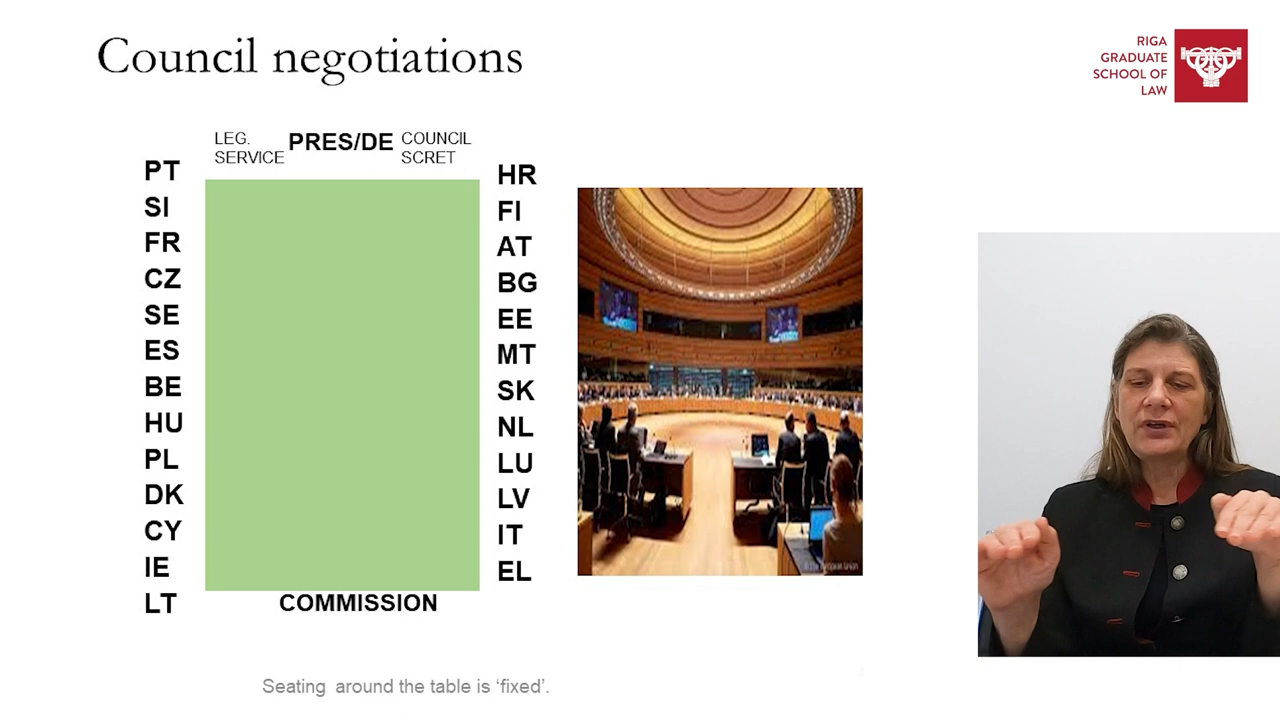 Council negotiations
RIGA
GRADUATE
SCHOOL OF
LAW
LEG.
SERVICE
PRES/DE
COUNCIL
SCRET
PT
SI
FR
CZ
SE
ES
BE
HU
PL
DK
CY
IE
LT
HR
FI
AT
BG
EE
MT
SK
NL
LU
LV
IT
EL
COMMISSION
European Union
Seating around the table is ‘fixed’.